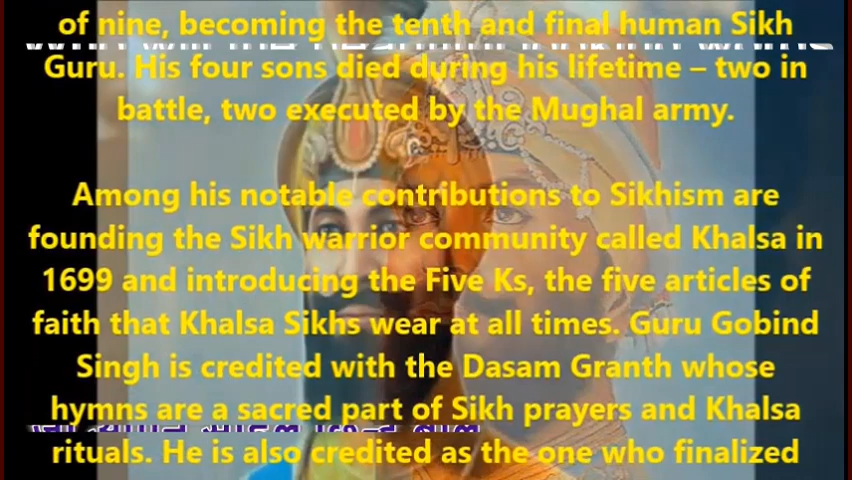 of nine, becoming the tenth and final human Sikh
Guru. His four sons died during his lifetime – two in
battle, two executed by the Mughal army.
Among his notable contributions to Sikhism are
founding the Sikh warrior community called Khalsa in
1699 and introducing the Five Ks, the five articles of
faith that Khalsa Sikhs wear at all times. Guru Gobind
Singh is credited with the Dasam Granth whose
hymns are a sacred part of Sikh prayers and Khalsa
rituals. He is also credited as the one who finalized